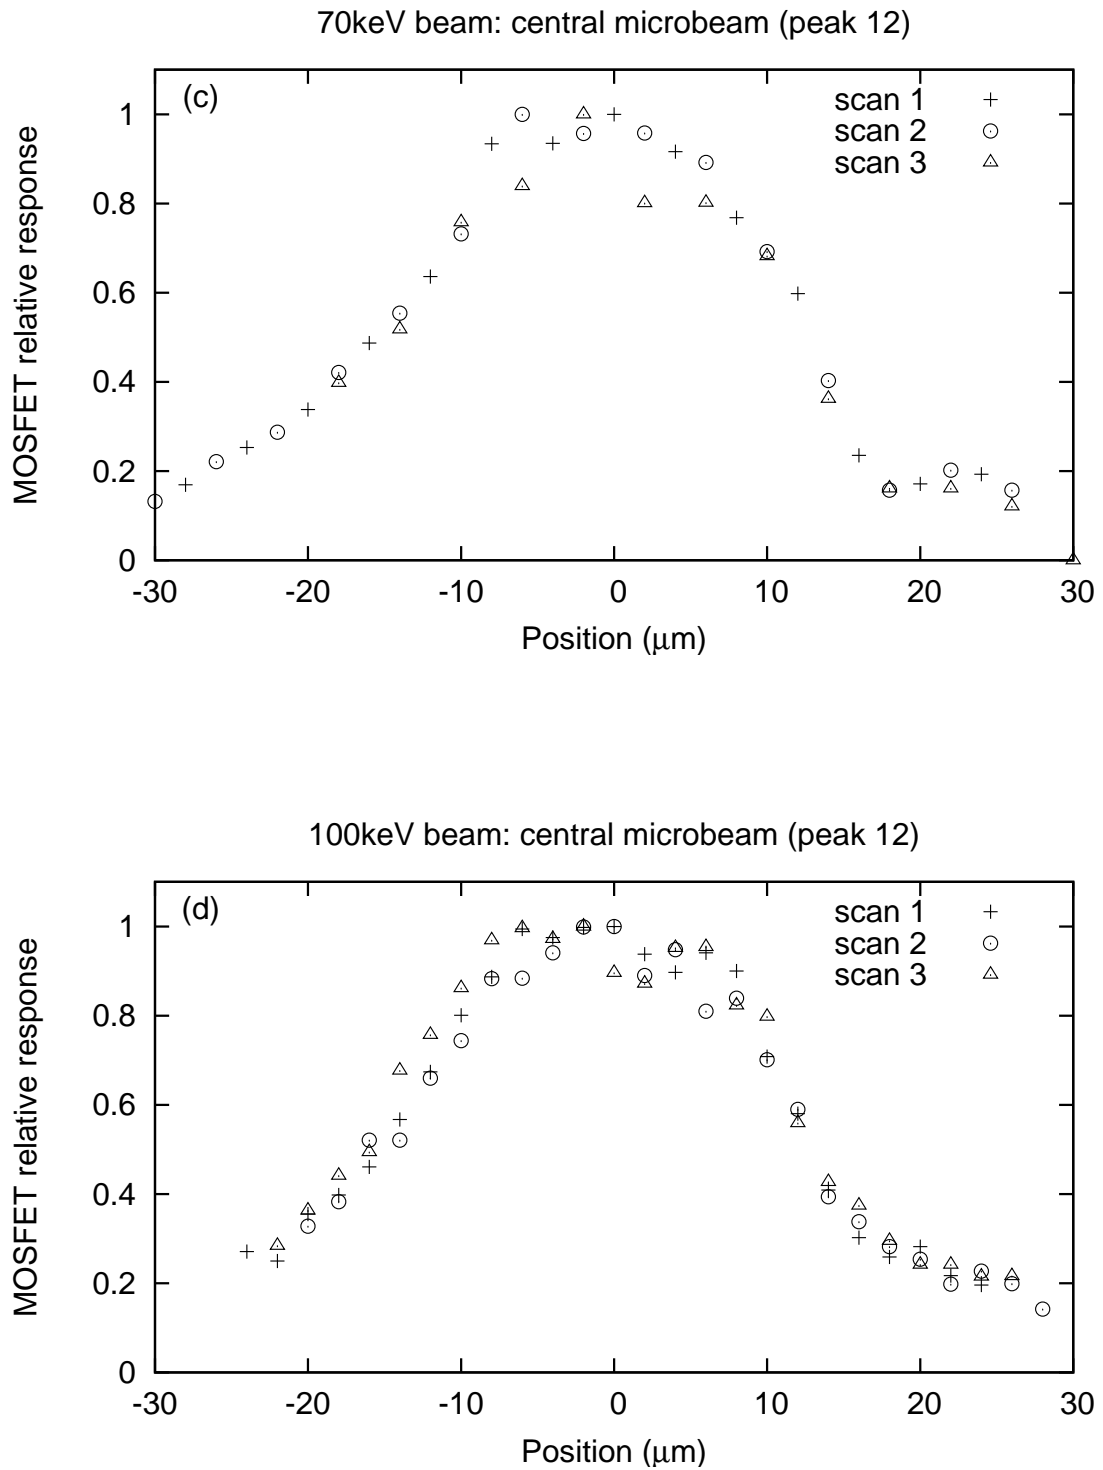 70keV beam: central microbeam (peak 12)
(c)
scan 1
scan 2
scan 3
1
0.8
0.6
0.4
0.2
0
MOSFET relative response
-30 -20 -10 0 10 20 30
Position (μm)
100keV beam: central microbeam (peak 12)
(d)
scan 1
scan 2
scan 3
1
0.8
0.6
0.4
0.2
0
MOSFET relative response
-30 -20 -10 0 10 20 30
Position (μm)